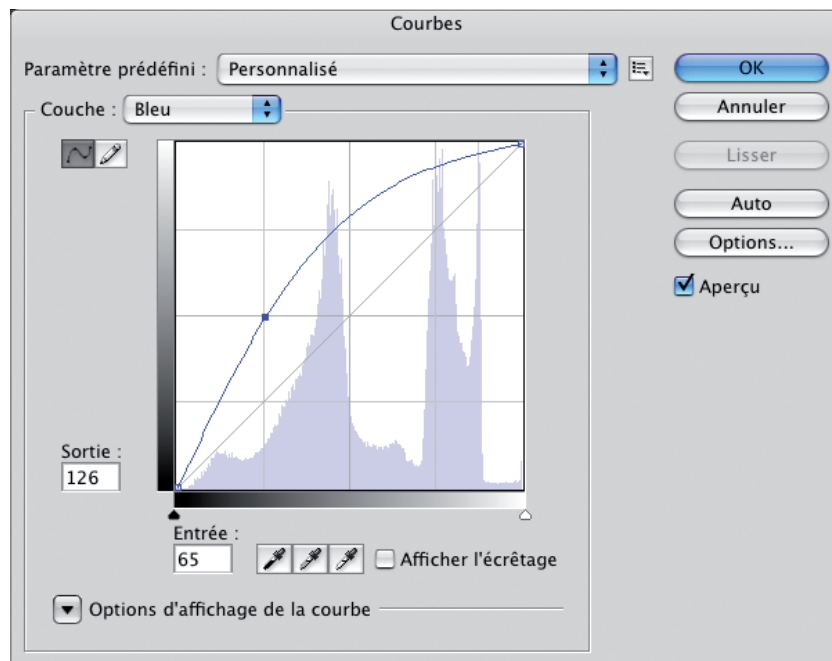 Courbes
Paramètre prédéfini : Personnalisé
OK
Couche : Bleu
Annuler
Lisser
Auto
Options...
Aperçu
Sortie :
126
Entrée :
65
Afficher l'écrêtage
Options d'affichage de la courbe